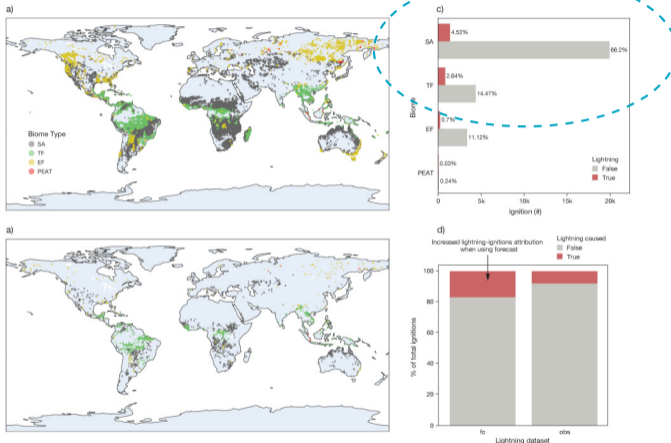 a)
Biome Type
SA
TF
EF
PEAT
c)
Biome
SA
4.52%
66.2%
TF
2.64%
14.47%
EF
0.7%
11.12%
PEAT
0.03%
0.24%
Lightning
False
True
0
5k
10k
15k
20k
Ignition (#)
a)
d)
Increased lightning-ignitions attribution
when using forecast
Lightning caused
False
True
% of total ignitions
100
80
60
40
20
0
fc
obs
Lightning dataset